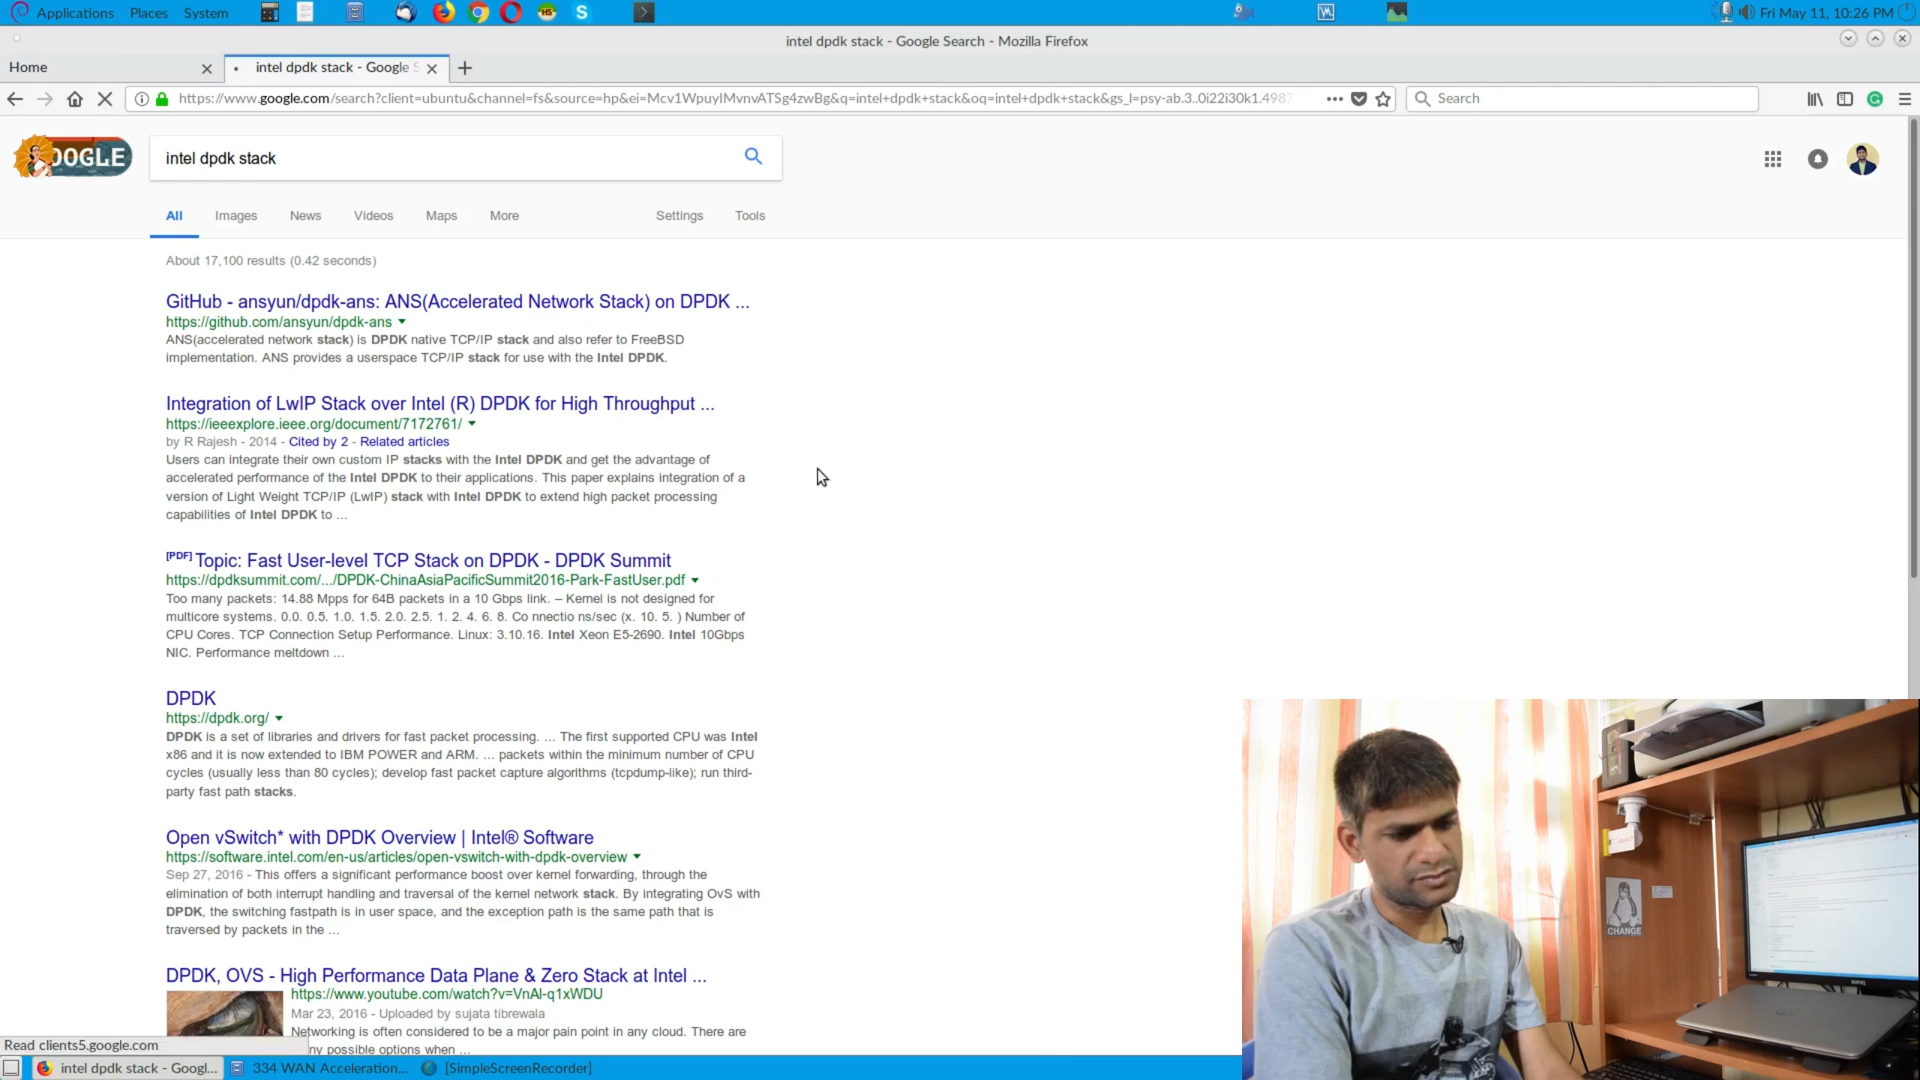 Applications Places System
Fri May 11, 10:26 PM
intel dpdk stack - Google Search - Mozilla Firefox
Home
intel dpdk stack - Google S
https://www.google.com/search?client=ubuntu&channel=fs&source=hp&ei=Mcv1WpuyIMvnvATSg4zwBg&q=intel+dpdk+stack&oq=intel+dpdk+stack&gs_l=psy-ab.3..0i22i30k1.4987
Search
OOGLE
intel dpdk stack
All Images News Videos Maps More Settings Tools
About 17,100 results (0.42 seconds)
GitHub - ansyun/dpdk-ans: ANS(Accelerated Network Stack) on DPDK ...
https://github.com/ansyun/dpdk-ans
ANS(accelerated network stack) is DPDK native TCP/IP stack and also refer to FreeBSD
implementation. ANS provides a userspace TCP/IP stack for use with the Intel DPDK.
Integration of LwIP Stack over Intel (R) DPDK for High Throughput ...
https://ieeexplore.ieee.org/document/7172761/
by R Rajesh - 2014 - Cited by 2 - Related articles
Users can integrate their own custom IP stacks with the Intel DPDK and get the advantage of
accelerated performance of the Intel DPDK to their applications. This paper explains integration of a
version of Light Weight TCP/IP (LwIP) stack with Intel DPDK to extend high packet processing
capabilities of Intel DPDK to ...
[PDF] Topic: Fast User-level TCP Stack on DPDK - DPDK Summit
https://dpdksummit.com/.../DPDK-ChinaAsiaPacificSummit2016-Park-FastUser.pdf
Too many packets: 14.88 Mpps for 64B packets in a 10 Gbps link. – Kernel is not designed for
multicore systems. 0.0. 0.5. 1.0. 1.5. 2.0. 2.5. 1. 2. 4. 6. 8. Co nnectio ns/sec (x. 10. 5. ) Number of
CPU Cores. TCP Connection Setup Performance. Linux: 3.10.16. Intel Xeon E5-2690. Intel 10Gbps
NIC. Performance meltdown ...
DPDK
https://dpdk.org/
DPDK is a set of libraries and drivers for fast packet processing. ... The first supported CPU was Intel
x86 and it is now extended to IBM POWER and ARM. ... packets within the minimum number of CPU
cycles (usually less than 80 cycles); develop fast packet capture algorithms (tcpdump-like); run third-
party fast path stacks.
Open vSwitch* with DPDK Overview | Intel® Software
https://software.intel.com/en-us/articles/open-vswitch-with-dpdk-overview
Sep 27, 2016 - This offers a significant performance boost over kernel forwarding, through the
elimination of both interrupt handling and traversal of the kernel network stack. By integrating OvS with
DPDK, the switching fastpath is in user space, and the exception path is the same path that is
traversed by packets in the ...
DPDK, OVS - High Performance Data Plane & Zero Stack at Intel ...
https://www.youtube.com/watch?v=VnAl-q1xWDU
Mar 23, 2016 - Uploaded by sujata tibrewala
Networking is often considered to be a major pain point in any cloud. There are
ny possible options when ...
Read clients5.google.com
CHANGE
BenQ
intel dpdk stack - Googl...
334 WAN Acceleration...
[SimpleScreenRecorder]